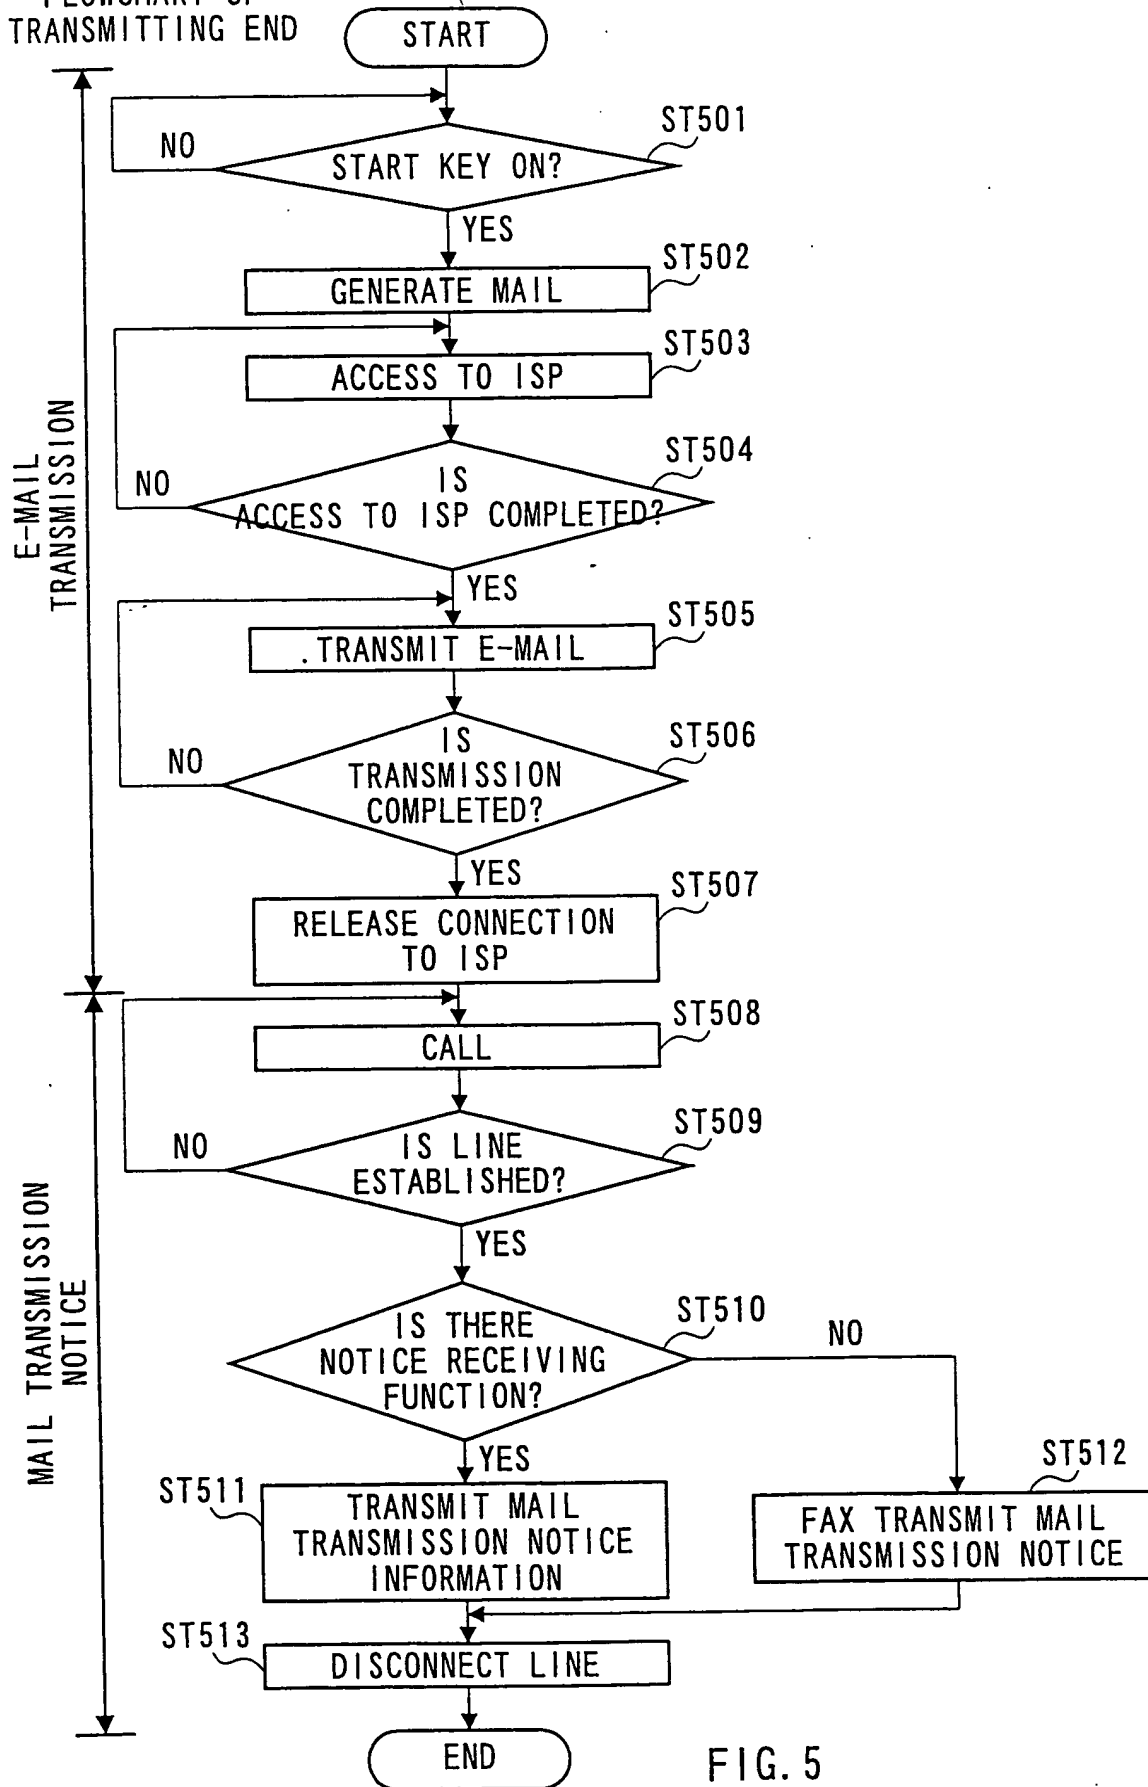 TRANSMITTING END
START
ST501
NO
START KEY ON?
YES
ST502
GENERATE MAIL
ST503
ACCESS TO ISP
ST504
NO
IS
ACCESS TO ISP COMPLETED?
YES
E-MAIL
TRANSMISSION
ST505
TRANSMIT E-MAIL
ST506
NO
IS
TRANSMISSION
COMPLETED?
YES
ST507
RELEASE CONNECTION
TO ISP
ST508
CALL
ST509
NO
IS LINE
ESTABLISHED?
YES
MAIL TRANSMISSION
NOTICE
ST510
IS THERE
NOTICE RECEIVING
FUNCTION?
NO
YES
ST511
TRANSMIT MAIL
TRANSMISSION NOTICE
INFORMATION
ST512
FAX TRANSMIT MAIL
TRANSMISSION NOTICE
ST513
DISCONNECT LINE
END
FIG. 5